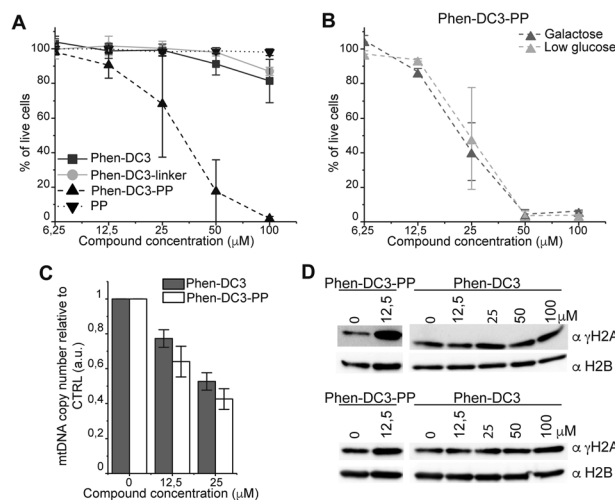 A
% of live cells
100
80
60
40
20
0
6,25
12,5
25
50
100
Compound concentration (μM)
Phen-DC3
Phen-DC3-linker
Phen-DC3-PP
PP
B
Phen-DC3-PP
Galactose
Low glucose
% of live cells
100
80
60
40
20
0
6,25
12,5
25
50
100
Compound concentration (μM)
C
Phen-DC3
Phen-DC3-PP
mtDNA copy number relative to
CTRL (a.u.)
1
0,8
0,6
0,4
0,2
0
0
12,5
25
Compound concentration (μM)
D
Phen-DC3-PP
Phen-DC3
0
12,5
0
12,5
25
50
100
μM
α γH2A
α H2B
Phen-DC3-PP
Phen-DC3
0
12,5
0
12,5
25
50
100
μM
α γH2A
α H2B